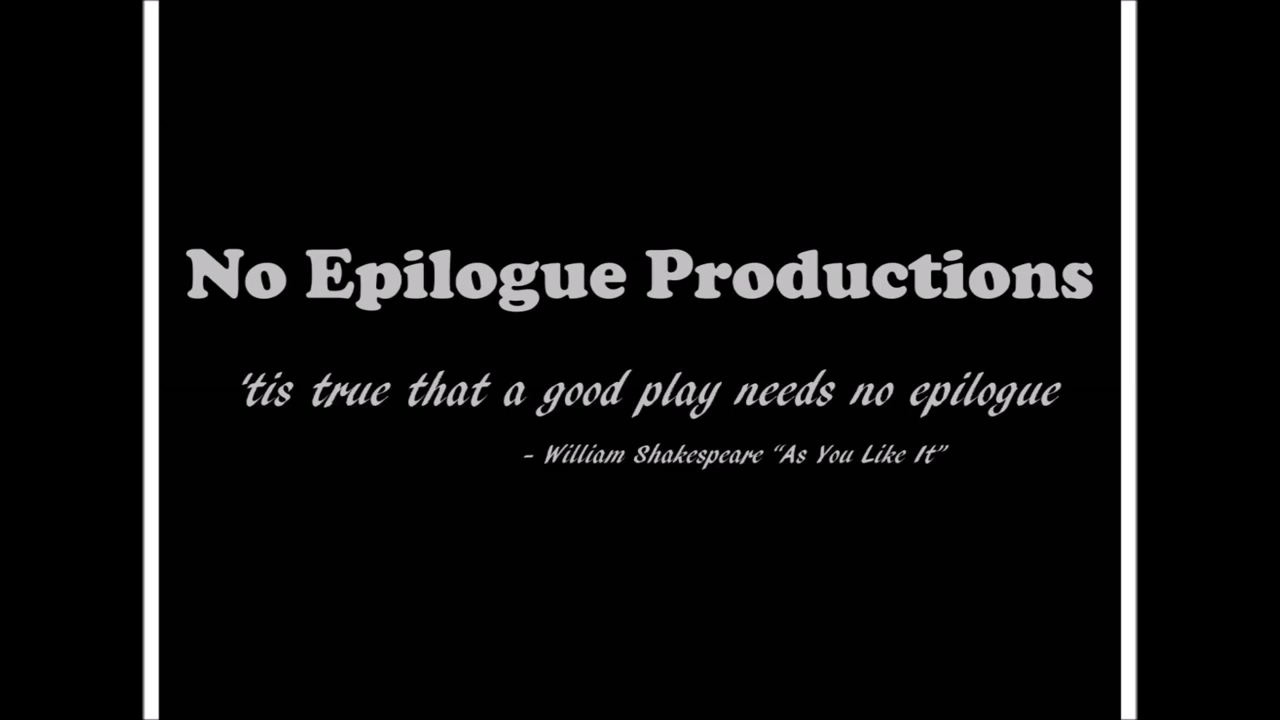 No Epilogue Productions
'tis true that a good play needs no epilogue
- William Shakespeare “As You Like It”